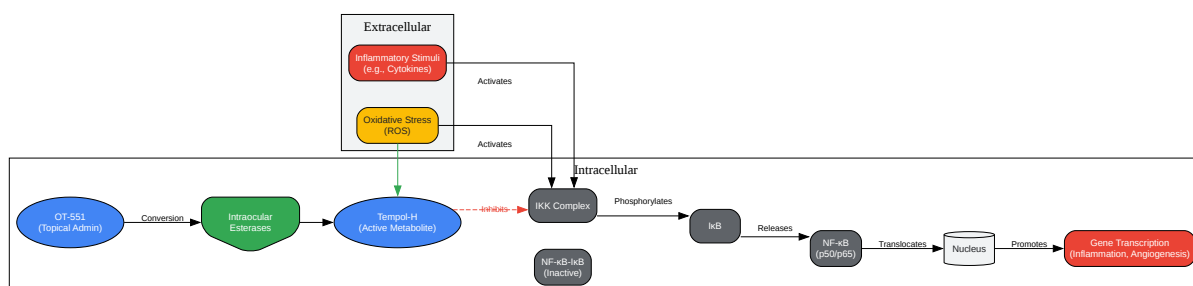 Extracellular
Inflammatory Stimuli
(e.g., Cytokines)
Activates
Oxidative Stress
(ROS)
Activates
Intracellular
OT-551
(Topical Admin)
Conversion
Intraocular
Esterases
Tempol-H
(Active Metabolite)
Inhibits
IKK Complex
Phosphorylates
IκB
Releases
NF-κB
(p50/p65)
Translocates
Nucleus
Promotes
Gene Transcription
(Inflammation, Angiogenesis)
NF-κB-IκB
(Inactive)